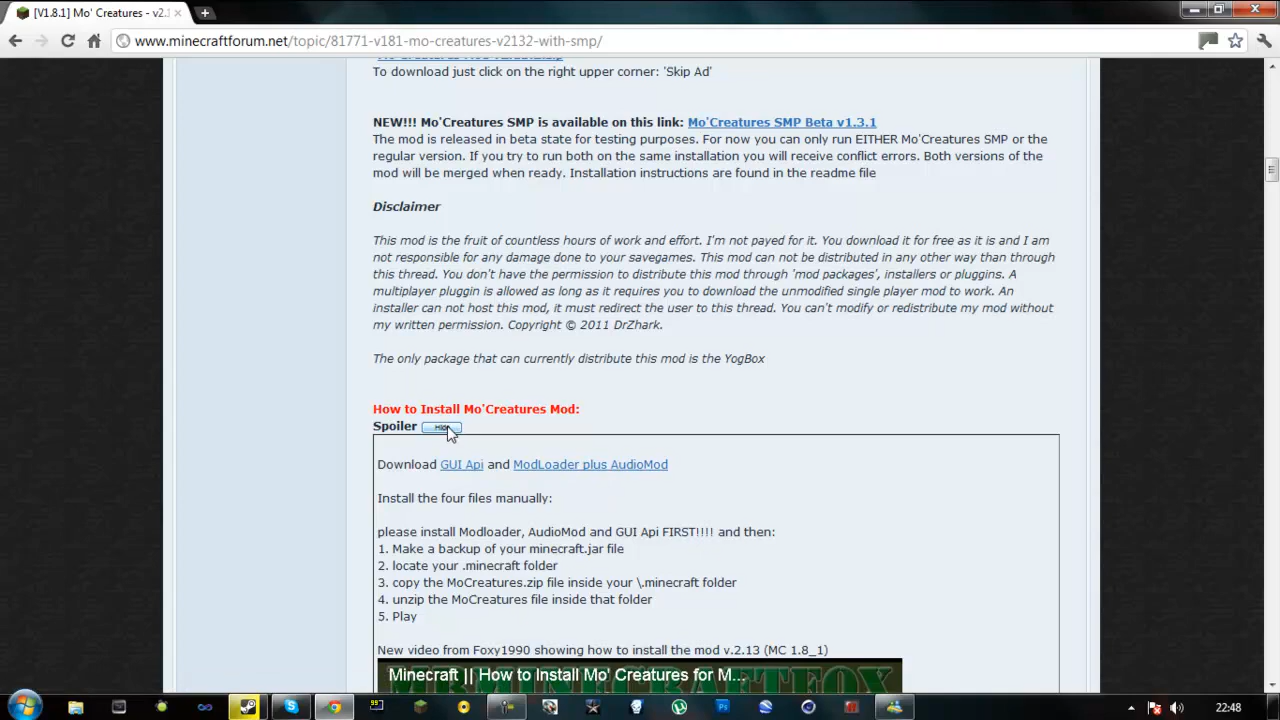 [V1.8.1] Mo' Creatures - v2.1
www.minecraftforum.net/topic/81771-v181-mo-creatures-v2132-with-smp/
To download just click on the right upper corner: 'Skip Ad'
NEW!!! Mo'Creatures SMP is available on this link: Mo'Creatures SMP Beta v1.3.1
The mod is released in beta state for testing purposes. For now you can only run EITHER Mo'Creatures SMP or the
regular version. If you try to run both on the same installation you will receive conflict errors. Both versions of the
mod will be merged when ready. Installation instructions are found in the readme file
Disclaimer
This mod is the fruit of countless hours of work and effort. I'm not payed for it. You download it for free as it is and I am
not responsible for any damage done to your savegames. This mod can not be distributed in any other way than through
this thread. You don't have the permission to distribute this mod through 'mod packages', installers or pluggins. A
multiplayer pluggin is allowed as long as it requires you to download the unmodified single player mod to work. An
installer can not host this mod, it must redirect the user to this thread. You can't modify or redistribute my mod without
my written permission. Copyright © 2011 DrZhark.
The only package that can currently distribute this mod is the YogBox
How to Install Mo'Creatures Mod:
Spoiler Hide
Download GUI Api and ModLoader plus AudioMod
Install the four files manually:
please install Modloader, AudioMod and GUI Api FIRST!!!! and then:
1. Make a backup of your minecraft.jar file
2. locate your .minecraft folder
3. copy the MoCreatures.zip file inside your \.minecraft folder
4. unzip the MoCreatures file inside that folder
5. Play
New video from Foxy1990 showing how to install the mod v.2.13 (MC 1.8_1)
Minecraft || How to Install Mo' Creatures for M...
22:48